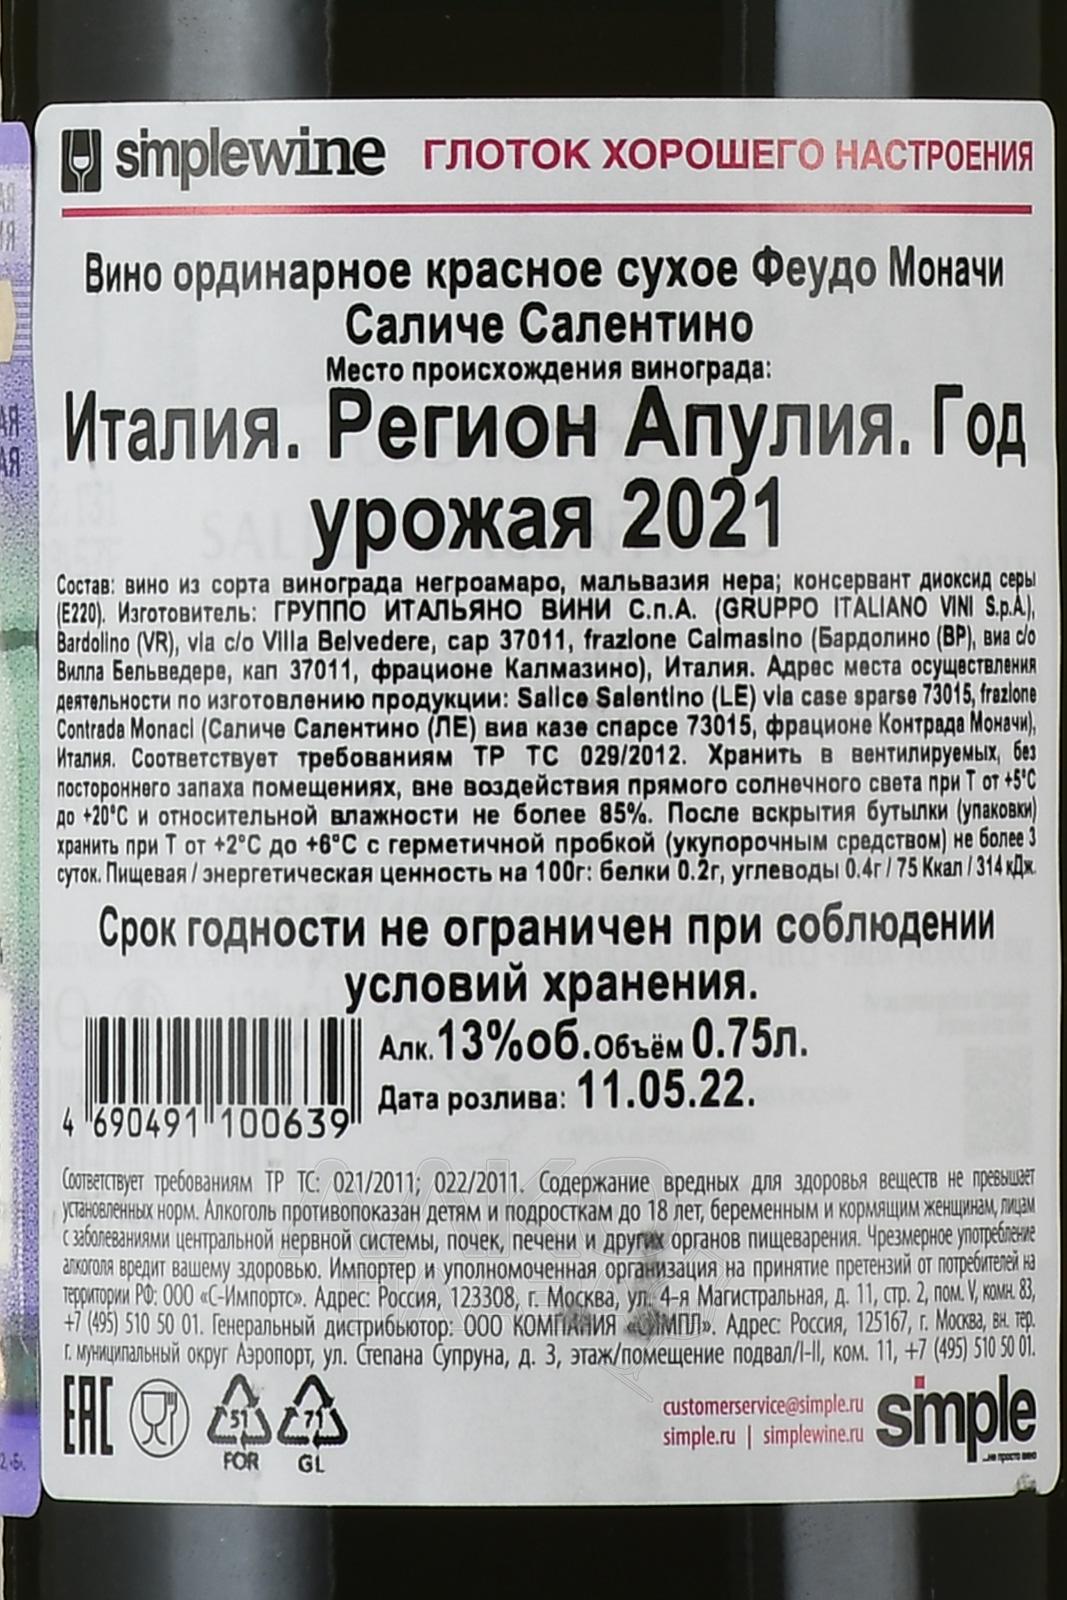 simplewine ГЛОТОК ХОРОШЕГО НАСТРОЕНИЯ
Вино ординарное красное сухое Феудо Моначи
Саличе Салентино
Место происхождения винограда:
Италия. Регион Апулия. Год
урожая 2021
Состав: вино из сорта винограда негроамаро, мальвазия нера; консервант диоксид серы
(Е220). Изготовитель: ГРУППО ИТАЛЬЯНО ВИНИ С.п.А. (GRUPPO ITALIANO VINI S.p.A.),
Bardolino (VR), via c/o Villa Belvedere, cap 37011, frazione Calmasino (Бардолино (ВР), виа с/о
Вилла Бельведере, кап 37011, фрационе Калмазино), Италия. Адрес места осуществления
деятельности по изготовлению продукции: Salice Salentino (LE) via case sparse 73015, frazione
Contrada Monaci (Саличе Салентино (ЛЕ) виа казе спарсе 73015, фрационе Контрада Моначи),
Италия. Соответствует требованиям ТР ТС 029/2012. Хранить в вентилируемых, без
постороннего запаха помещениях, вне воздействия прямого солнечного света при Т от +5°С
до +20°С и относительной влажности не более 85%. После вскрытия бутылки (упаковки)
хранить при Т от +2°С до +6°С с герметичной пробкой (укупорочным средством) не более 3
суток. Пищевая / энергетическая ценность на 100г: белки 0.2г, углеводы 0.4г / 75 Ккал / 314 кДж.
Срок годности не ограничен при соблюдении
условий хранения.
Алк. 13%об. Объём 0.75л.
Дата розлива: 11.05.22.
4 690491 100639
Соответствует требованиям ТР ТС: 021/2011; 022/2011. Содержание вредных для здоровья веществ не превышает
установленных норм. Алкоголь противопоказан детям и подросткам до 18 лет, беременным и кормящим женщинам, лицам
с заболеваниями центральной нервной системы, почек, печени и других органов пищеварения. Чрезмерное употребление
алкоголя вредит вашему здоровью. Импортер и уполномоченная организация на принятие претензий от потребителей на
территории РФ: ООО «С-Импортс». Адрес: Россия, 123308, г. Москва, ул. 4-я Магистральная, д. 11, стр. 2, пом. V, комн. 83,
+7 (495) 510 50 01. Генеральный дистрибьютор: ООО КОМПАНИЯ «СИМПЛ». Адрес: Россия, 125167, г. Москва, вн. тер.
г. муниципальный округ Аэропорт, ул. Степана Супруна, д. 3, этаж/помещение подвал/I-II, ком. 11, +7 (495) 510 50 01.
EAC 51 FOR 71 GL
customerservice@simple.ru
simple.ru | simplewine.ru
simple
...не просто вино